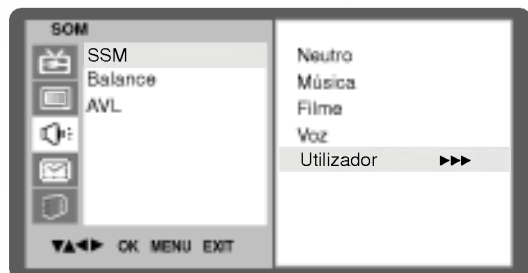 SOM
SSM
Balance
AVL
▼▲◀▶ OK MENU EXIT
Neutro
Música
Filme
Voz
Utilizador ▶▶▶